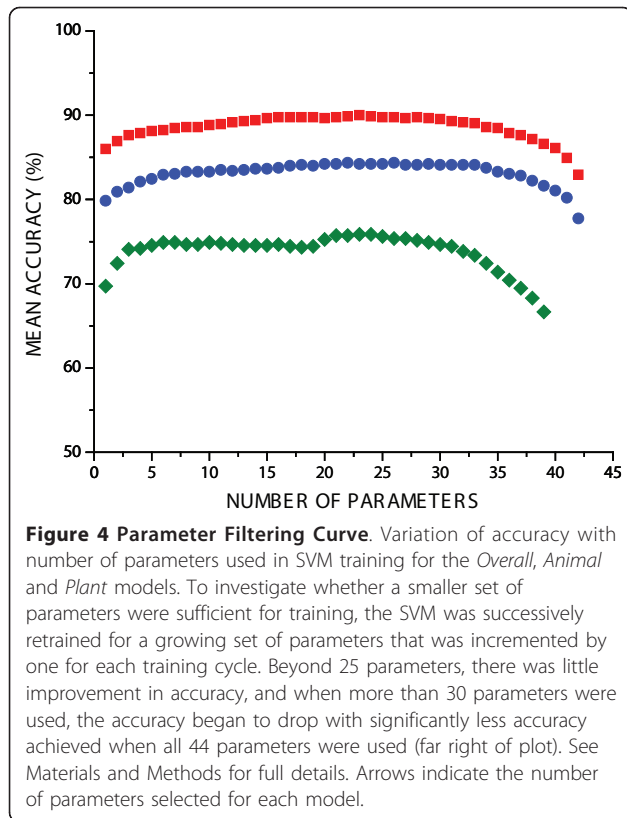 100
90
80
70
60
50
MEAN ACCURACY (%)
0 5 10 15 20 25 30 35 40 45
NUMBER OF PARAMETERS
Figure 4 Parameter Filtering Curve. Variation of accuracy with
number of parameters used in SVM training for the Overall, Animal
and Plant models. To investigate whether a smaller set of
parameters were sufficient for training, the SVM was successively
retrained for a growing set of parameters that was incremented by
one for each training cycle. Beyond 25 parameters, there was little
improvement in accuracy, and when more than 30 parameters were
used, the accuracy began to drop with significantly less accuracy
achieved when all 44 parameters were used (far right of plot). See
Materials and Methods for full details. Arrows indicate the number
of parameters selected for each model.